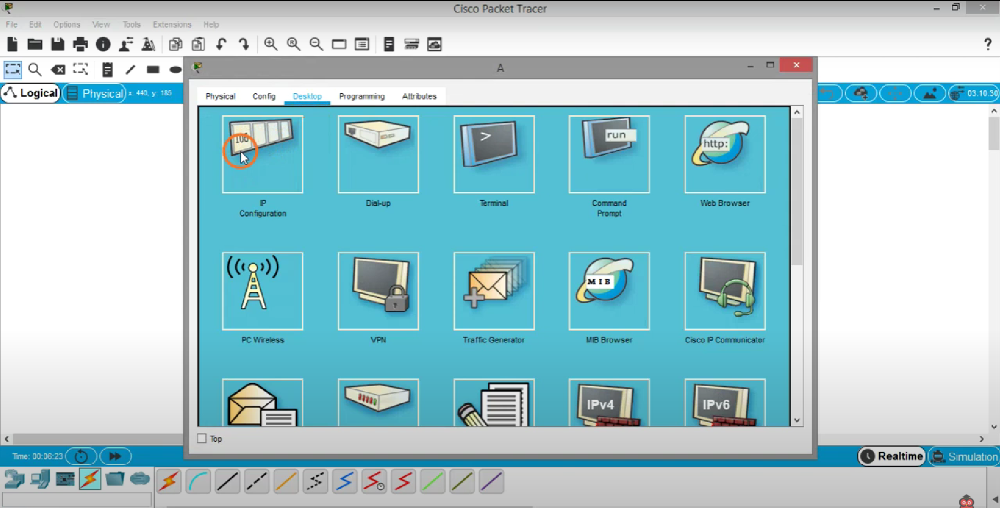 Cisco Packet Tracer
File Edit Options View Tools Extensions Help
?
A
Logical Physical x: 440, y: 185
03:10:30
Physical Config Desktop Programming Attributes
106
>
run
http:
IP
Configuration
Dial-up
Terminal
Command
Prompt
Web Browser
MIB
PC Wireless
VPN
Traffic Generator
MIB Browser
Cisco IP Communicator
IPv4
IPv6
Top
Time: 00:06:23
Realtime
Simulation